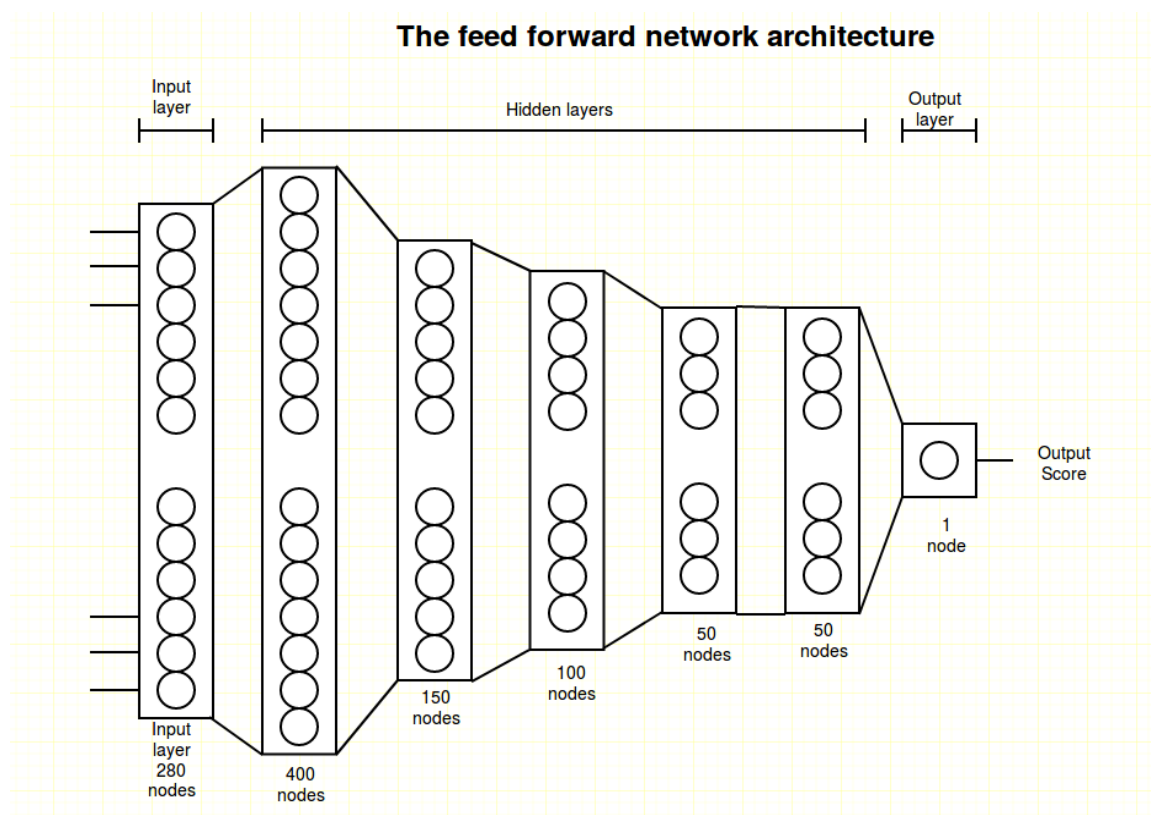 The feed forward network architecture
Input
layer
Hidden layers
Output
layer
Output
Score
1
node
50
nodes
50
nodes
100
nodes
150
nodes
Input
layer
280
nodes
400
nodes